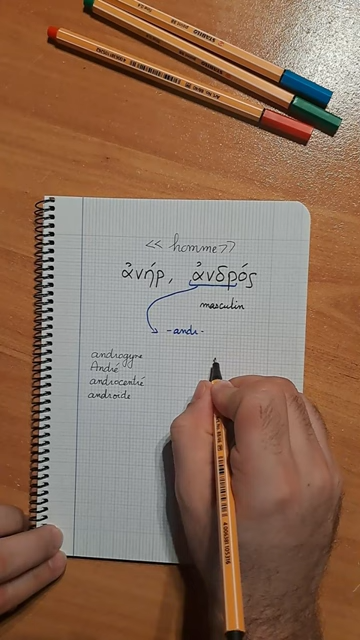 << homme >>
ἀνήρ, ἀνδρός
masculin
-andr-
androgyne
André
androcentré
androïde